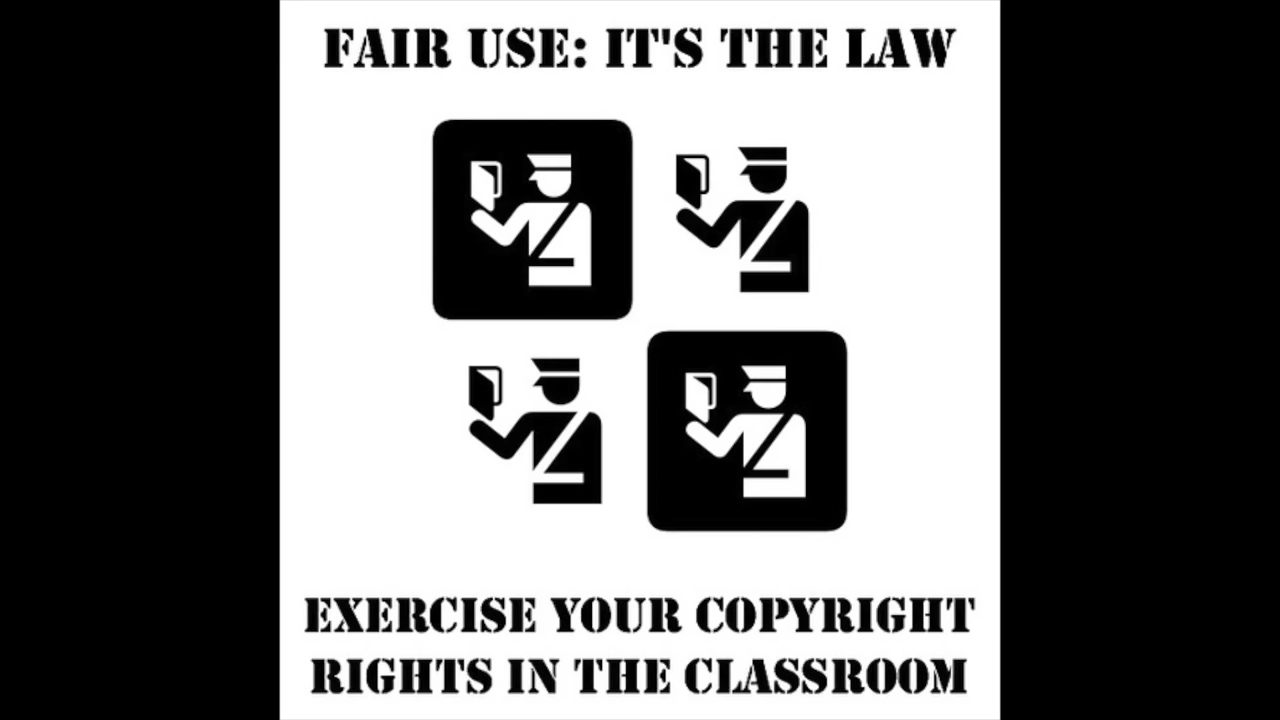 FAIR USE: IT'S THE LAW
EXERCISE YOUR COPYRIGHT
RIGHTS IN THE CLASSROOM